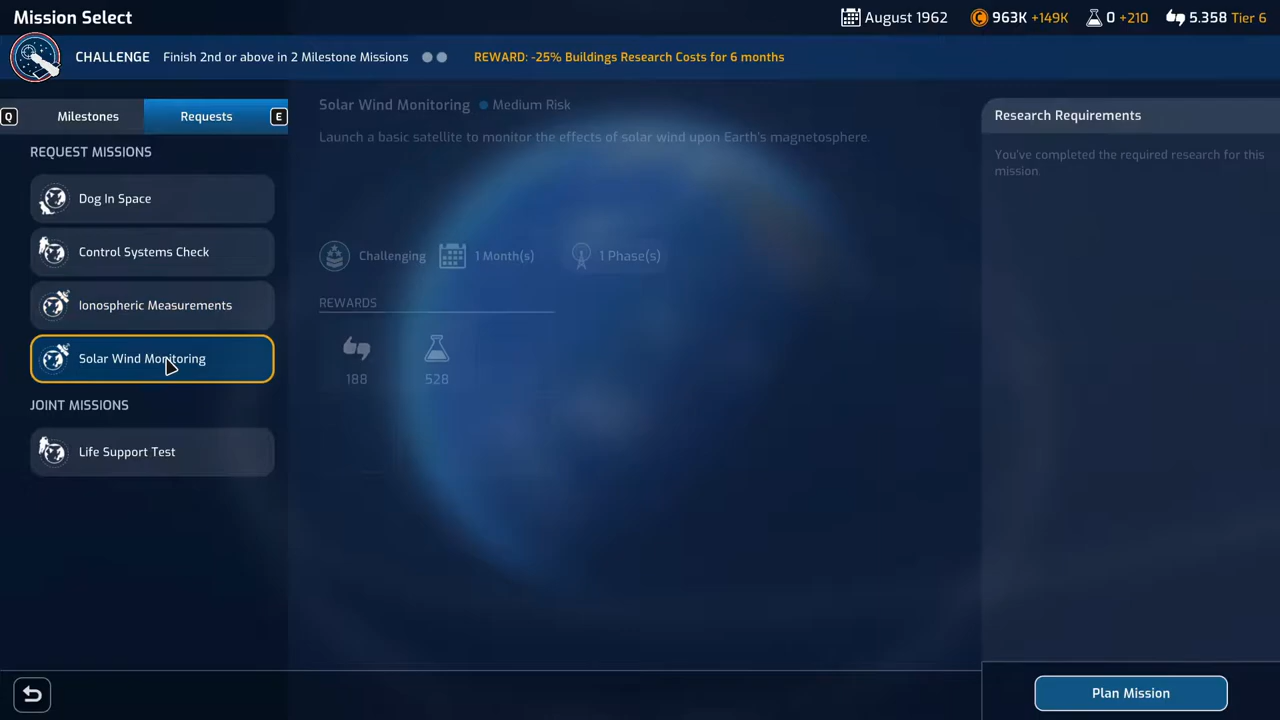 Mission Select
August 1962
963K +149K
0 +210
5.358 Tier 6
CHALLENGE Finish 2nd or above in 2 Milestone Missions
REWARD: -25% Buildings Research Costs for 6 months
Q
Milestones
Requests
E
REQUEST MISSIONS
Dog In Space
Control Systems Check
Ionospheric Measurements
Solar Wind Monitoring
JOINT MISSIONS
Life Support Test
Solar Wind Monitoring
Medium Risk
Launch a basic satellite to monitor the effects of solar wind upon Earth's magnetosphere.
Challenging
1 Month(s)
1 Phase(s)
REWARDS
188
528
Research Requirements
You've completed the required research for this
mission.
Plan Mission